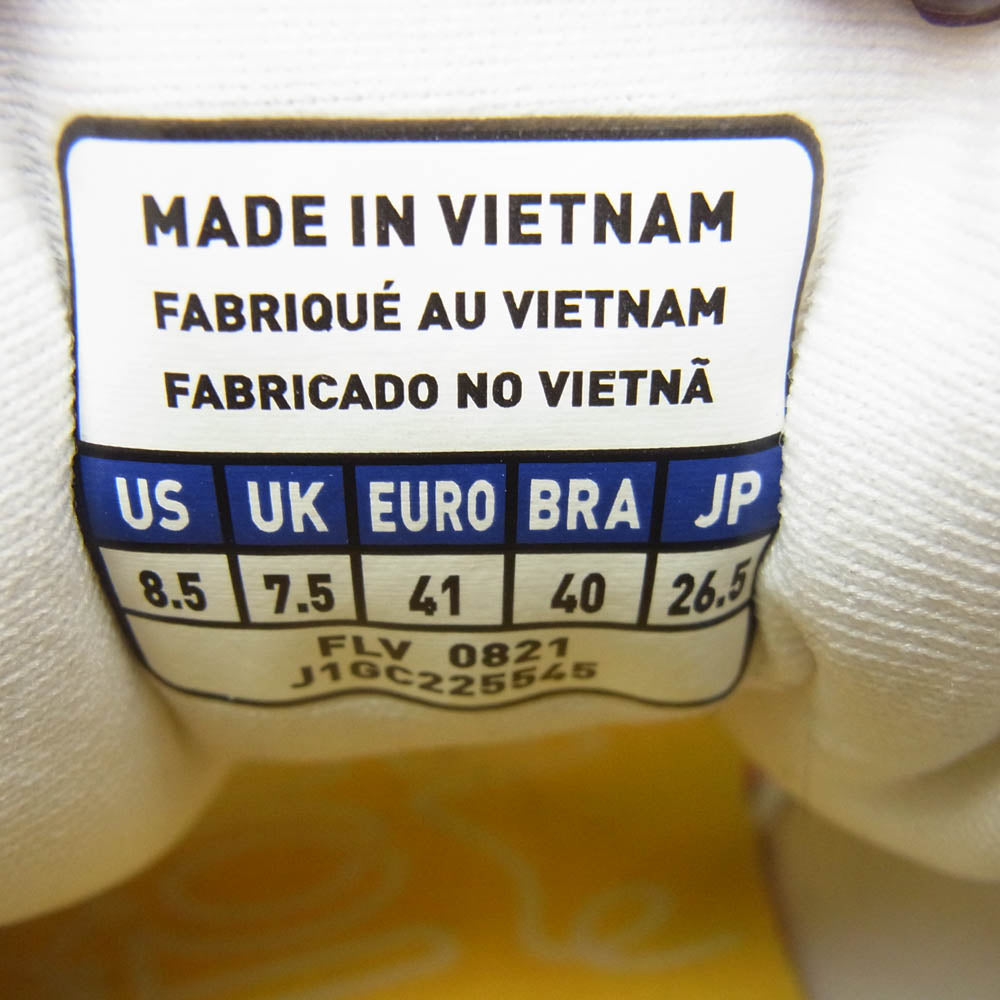 MADE IN VIETNAM
FABRIQUÉ AU VIETNAM
FABRICADO NO VIETNÃ
US UK EURO BRA JP
8.5 7.5 41 40 26.5
FLV 0821
J1GC225545